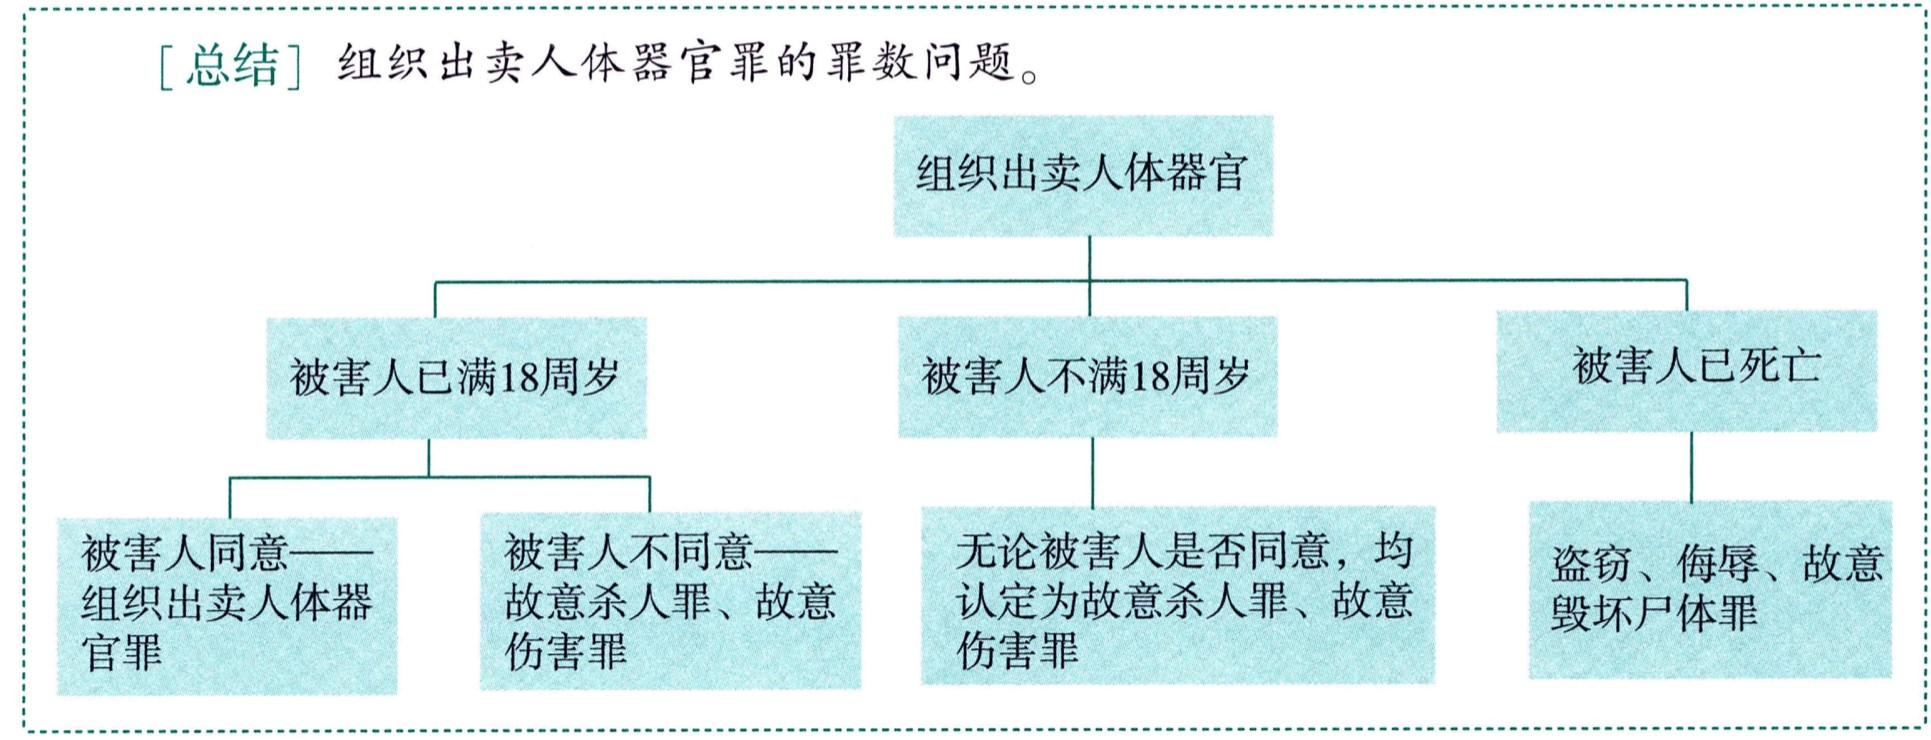 [总结] 组织出卖人体器官罪的罪数问题。
组织出卖人体器官
被害人已满18周岁
被害人不满18周岁
被害人已死亡
被害人同意——
组织出卖人体器
官罪
被害人不同意——
故意杀人罪、故意
伤害罪
无论被害人是否同意，均
认定为故意杀人罪、故意
伤害罪
盗窃、侮辱、故意
毁坏尸体罪